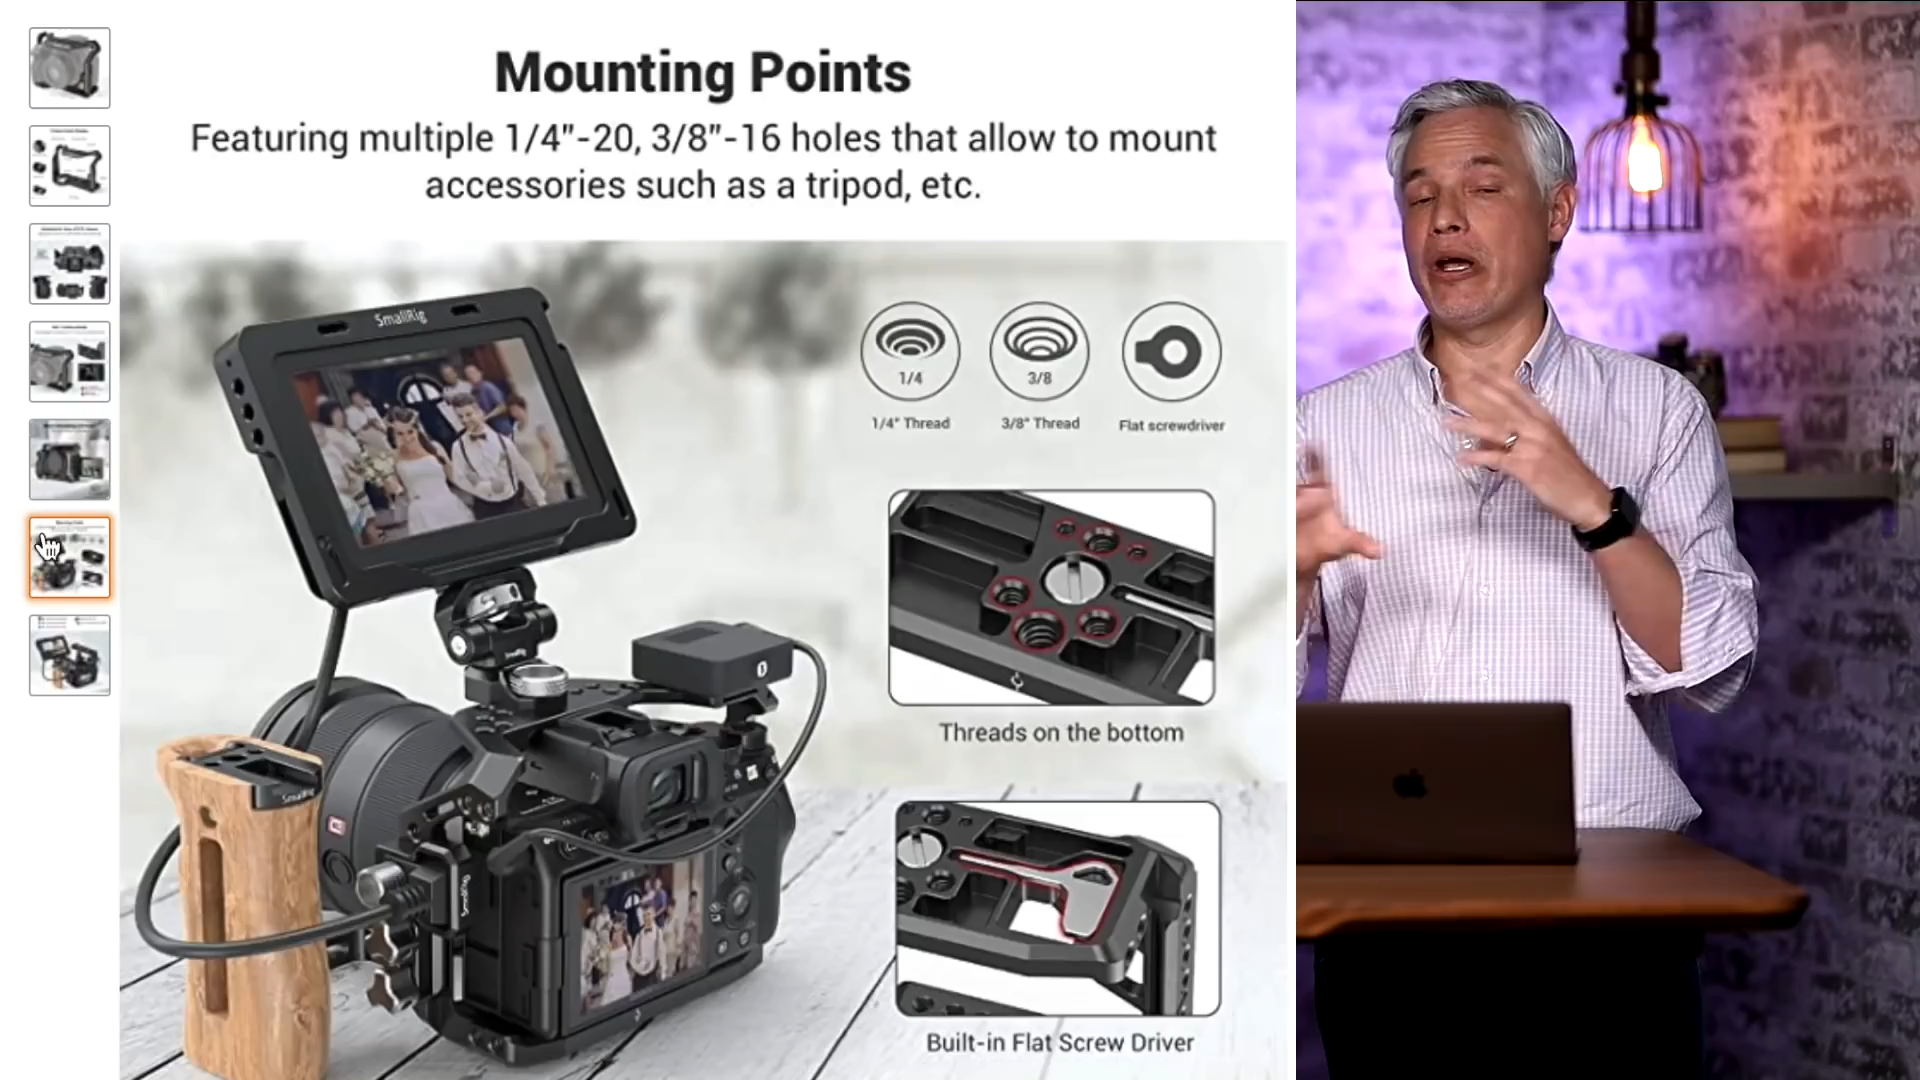 Mounting Points
Featuring multiple 1/4"-20, 3/8"-16 holes that allow to mount
accessories such as a tripod, etc.
SmallRig
1/4
3/8
1/4" Thread
3/8" Thread
Flat screwdriver
Threads on the bottom
SmallRig
SmallRig
SmallRig
Built-in Flat Screw Driver